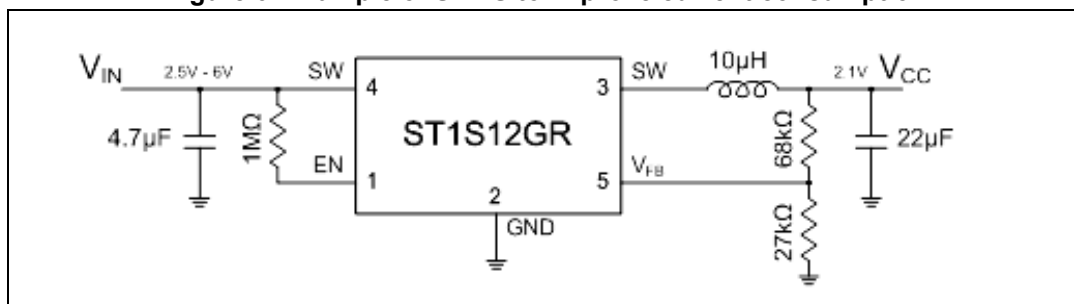 V_IN 2.5V - 6V SW 4 3 SW 10µH 2.1V V_CC
4.7µF 1MΩ ST1S12GR 68kΩ 22µF
EN 1 5 V_FB
2
GND 27kΩ